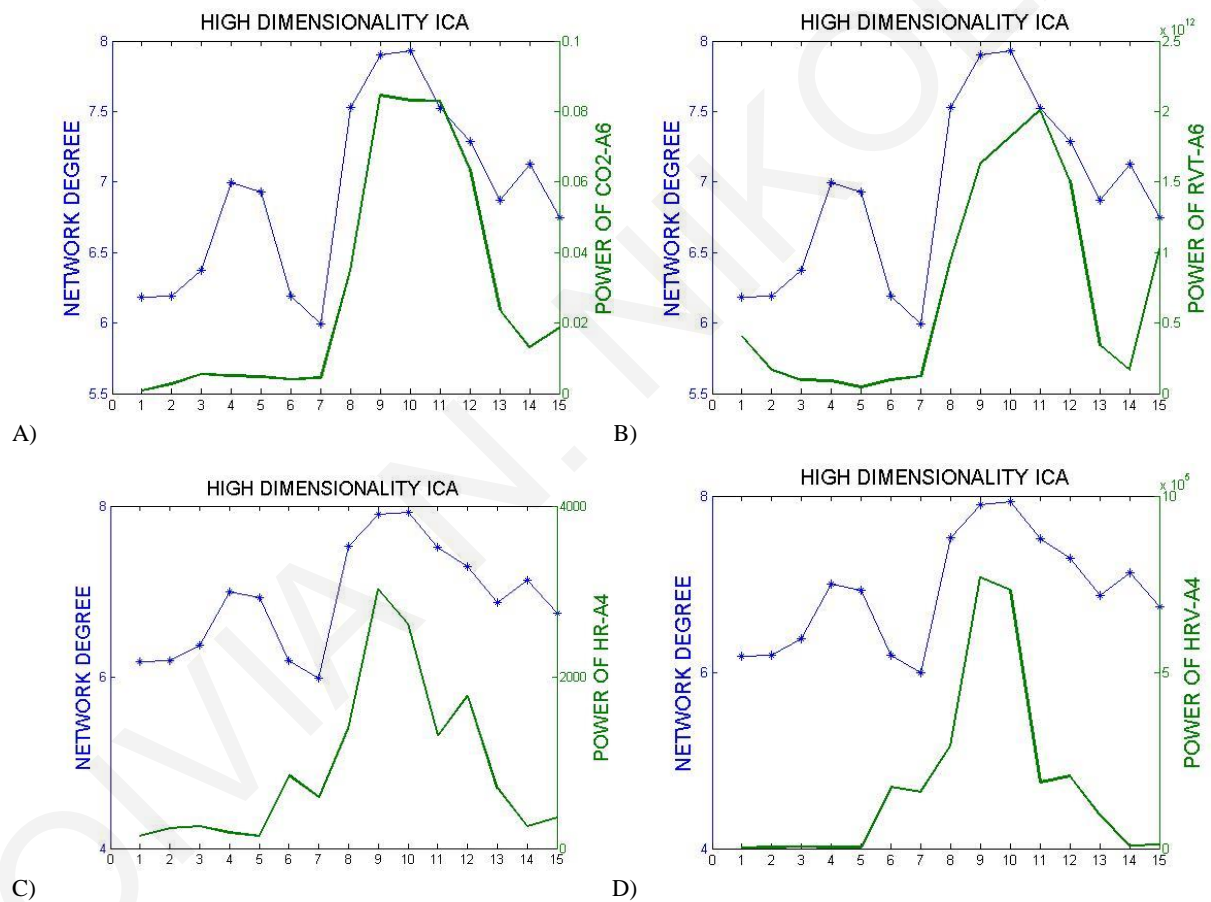 HIGH DIMENSIONALITY ICA
NETWORK DEGREE
8
7.5
7
6.5
6
5.5
0 1 2 3 4 5 6 7 8 9 10 11 12 13 14 15
0.1
0.08
0.06
0.04
0.02
0
POWER OF CO2-A6
A)
HIGH DIMENSIONALITY ICA
NETWORK DEGREE
8
7.5
7
6.5
6
5.5
0 1 2 3 4 5 6 7 8 9 10 11 12 13 14 15
x 10^12
2.5
2
1.5
1
0.5
0
POWER OF RVT-A6
B)
HIGH DIMENSIONALITY ICA
NETWORK DEGREE
8
6
4
0 1 2 3 4 5 6 7 8 9 10 11 12 13 14 15
4000
2000
0
POWER OF HR-A4
C)
HIGH DIMENSIONALITY ICA
NETWORK DEGREE
8
6
4
0 1 2 3 4 5 6 7 8 9 10 11 12 13 14 15
10
5
0
POWER OF HRV-A4
D)